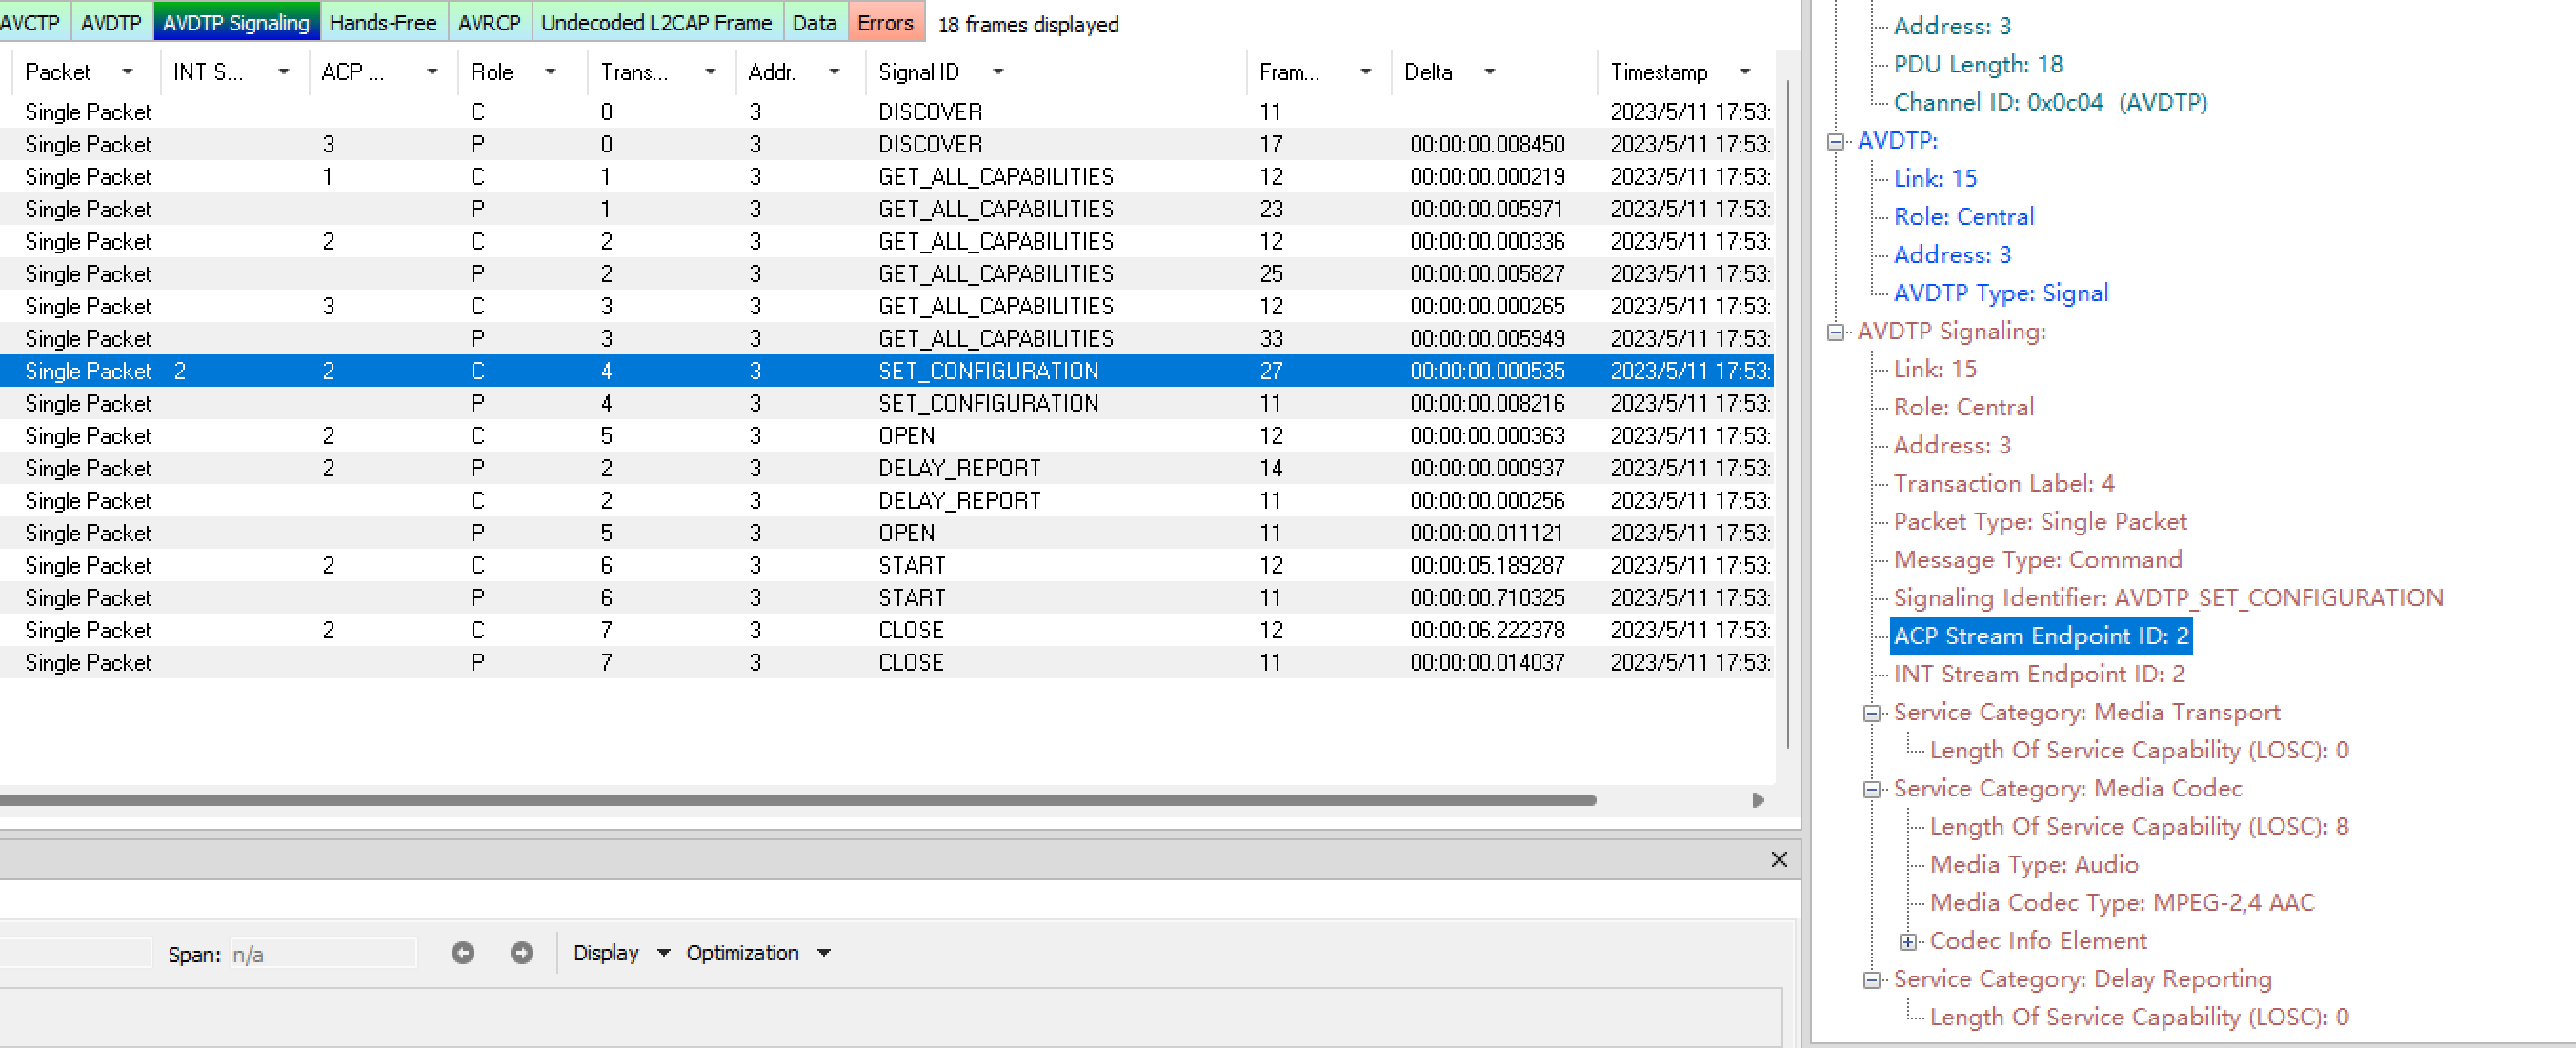 AVCTP AVDTP AVDTP Signaling Hands-Free AVRCP Undecoded L2CAP Frame Data Errors 18 frames displayed
Packet INT S... ACP ... Role Trans... Addr. Signal ID Fram... Delta Timestamp
Single Packet C 0 3 DISCOVER 11 2023/5/11 17:53:
Single Packet 3 P 0 3 DISCOVER 17 00:00:00.008450 2023/5/11 17:53:
Single Packet 1 C 1 3 GET_ALL_CAPABILITIES 12 00:00:00.000219 2023/5/11 17:53:
Single Packet P 1 3 GET_ALL_CAPABILITIES 23 00:00:00.005971 2023/5/11 17:53:
Single Packet 2 C 2 3 GET_ALL_CAPABILITIES 12 00:00:00.000336 2023/5/11 17:53:
Single Packet P 2 3 GET_ALL_CAPABILITIES 25 00:00:00.005827 2023/5/11 17:53:
Single Packet 3 C 3 3 GET_ALL_CAPABILITIES 12 00:00:00.000265 2023/5/11 17:53:
Single Packet P 3 3 GET_ALL_CAPABILITIES 33 00:00:00.005949 2023/5/11 17:53:
Single Packet 2 2 C 4 3 SET_CONFIGURATION 27 00:00:00.000535 2023/5/11 17:53:
Single Packet P 4 3 SET_CONFIGURATION 11 00:00:00.008216 2023/5/11 17:53:
Single Packet 2 C 5 3 OPEN 12 00:00:00.000363 2023/5/11 17:53:
Single Packet 2 P 2 3 DELAY_REPORT 14 00:00:00.000937 2023/5/11 17:53:
Single Packet C 2 3 DELAY_REPORT 11 00:00:00.000256 2023/5/11 17:53:
Single Packet P 5 3 OPEN 11 00:00:00.011121 2023/5/11 17:53:
Single Packet 2 C 6 3 START 12 00:00:05.189287 2023/5/11 17:53:
Single Packet P 6 3 START 11 00:00:00.710325 2023/5/11 17:53:
Single Packet 2 C 7 3 CLOSE 12 00:00:06.222378 2023/5/11 17:53:
Single Packet P 7 3 CLOSE 11 00:00:00.014037 2023/5/11 17:53:
Span: n/a Display Optimization
Address: 3
PDU Length: 18
Channel ID: 0x0c04 (AVDTP)
AVDTP:
Link: 15
Role: Central
Address: 3
AVDTP Type: Signal
AVDTP Signaling:
Link: 15
Role: Central
Address: 3
Transaction Label: 4
Packet Type: Single Packet
Message Type: Command
Signaling Identifier: AVDTP_SET_CONFIGURATION
ACP Stream Endpoint ID: 2
INT Stream Endpoint ID: 2
Service Category: Media Transport
Length Of Service Capability (LOSC): 0
Service Category: Media Codec
Length Of Service Capability (LOSC): 8
Media Type: Audio
Media Codec Type: MPEG-2,4 AAC
Codec Info Element
Service Category: Delay Reporting
Length Of Service Capability (LOSC): 0